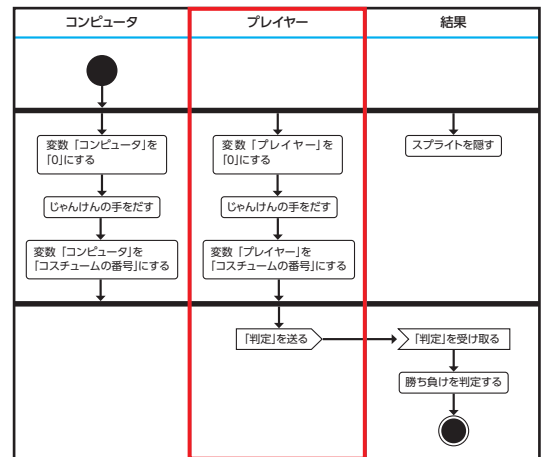 コンピュータ
プレイヤー
結果
変数「コンピュータ」を
「0」にする
じゃんけんの手をだす
変数「コンピュータ」を
「コスチュームの番号」にする
変数「プレイヤー」を
「0」にする
じゃんけんの手をだす
変数「プレイヤー」を
「コスチュームの番号」にする
スプライトを隠す
「判定」を送る
「判定」を受け取る
勝ち負けを判定する